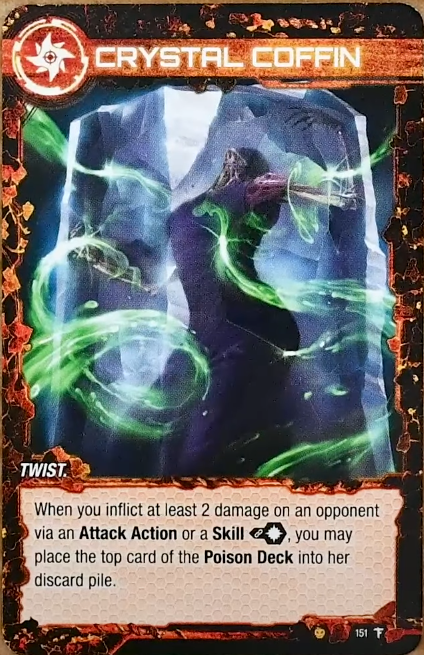 CRYSTAL COFFIN
TWIST
When you inflict at least 2 damage on an opponent
via an Attack Action or a Skill , you may
place the top card of the Poison Deck into her
discard pile.
151